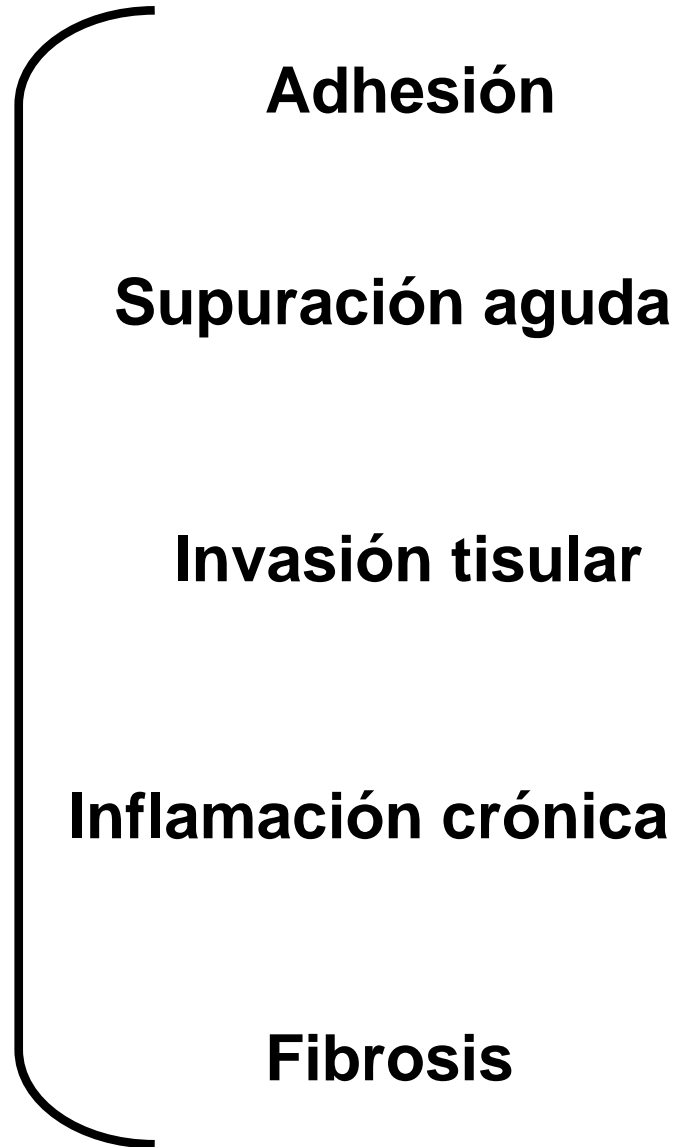 Adhesión
Supuración aguda
Invasión tisular
Inflamación crónica
Fibrosis